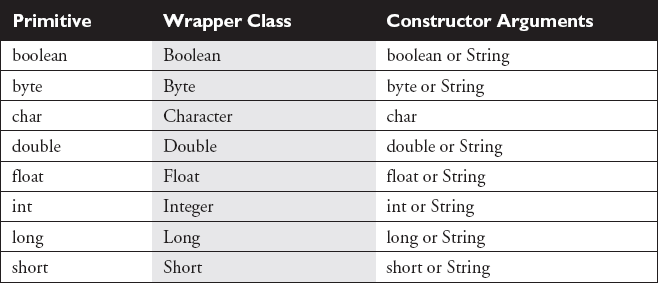 Primitive Wrapper Class Constructor Arguments
boolean Boolean boolean or String
byte Byte byte or String
char Character char
double Double double or String
float Float float or String
int Integer int or String
long Long long or String
short Short short or String